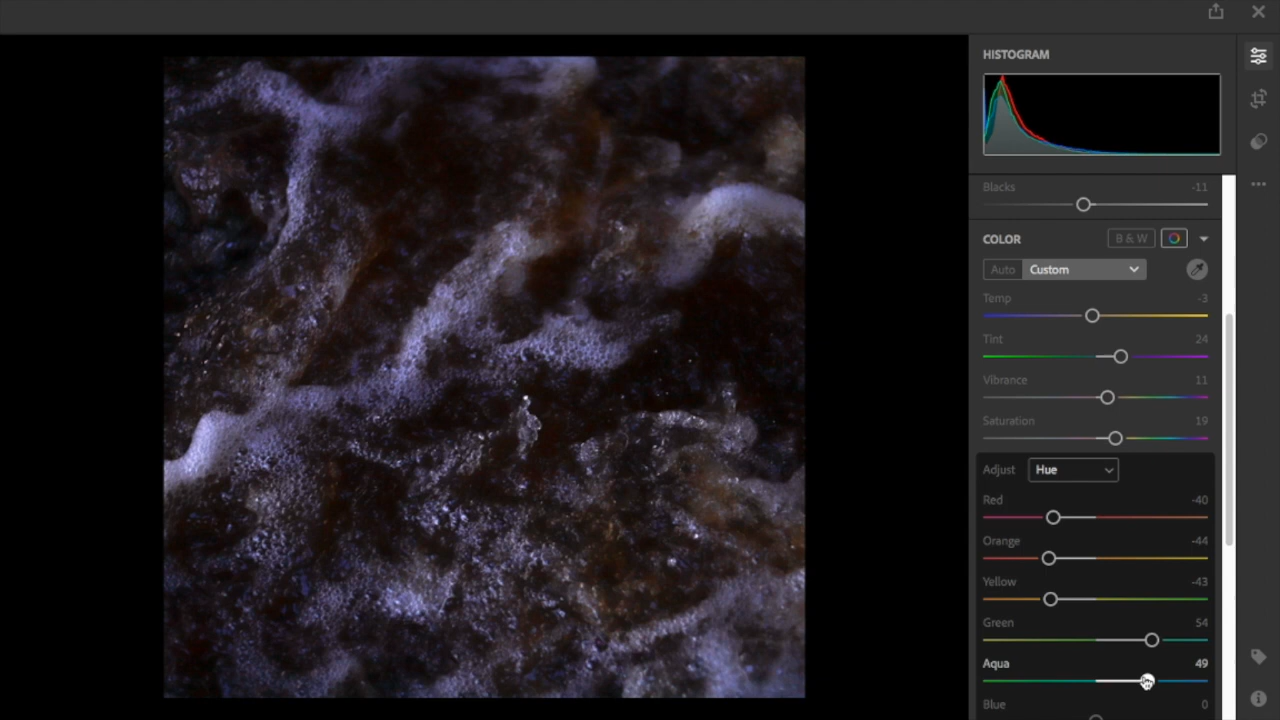 HISTOGRAM
Blacks -11
COLOR B & W
Auto Custom
Temp -3
Tint 24
Vibrance 11
Saturation 19
Adjust Hue
Red -40
Orange -44
Yellow -43
Green 54
Aqua 49
Blue 0